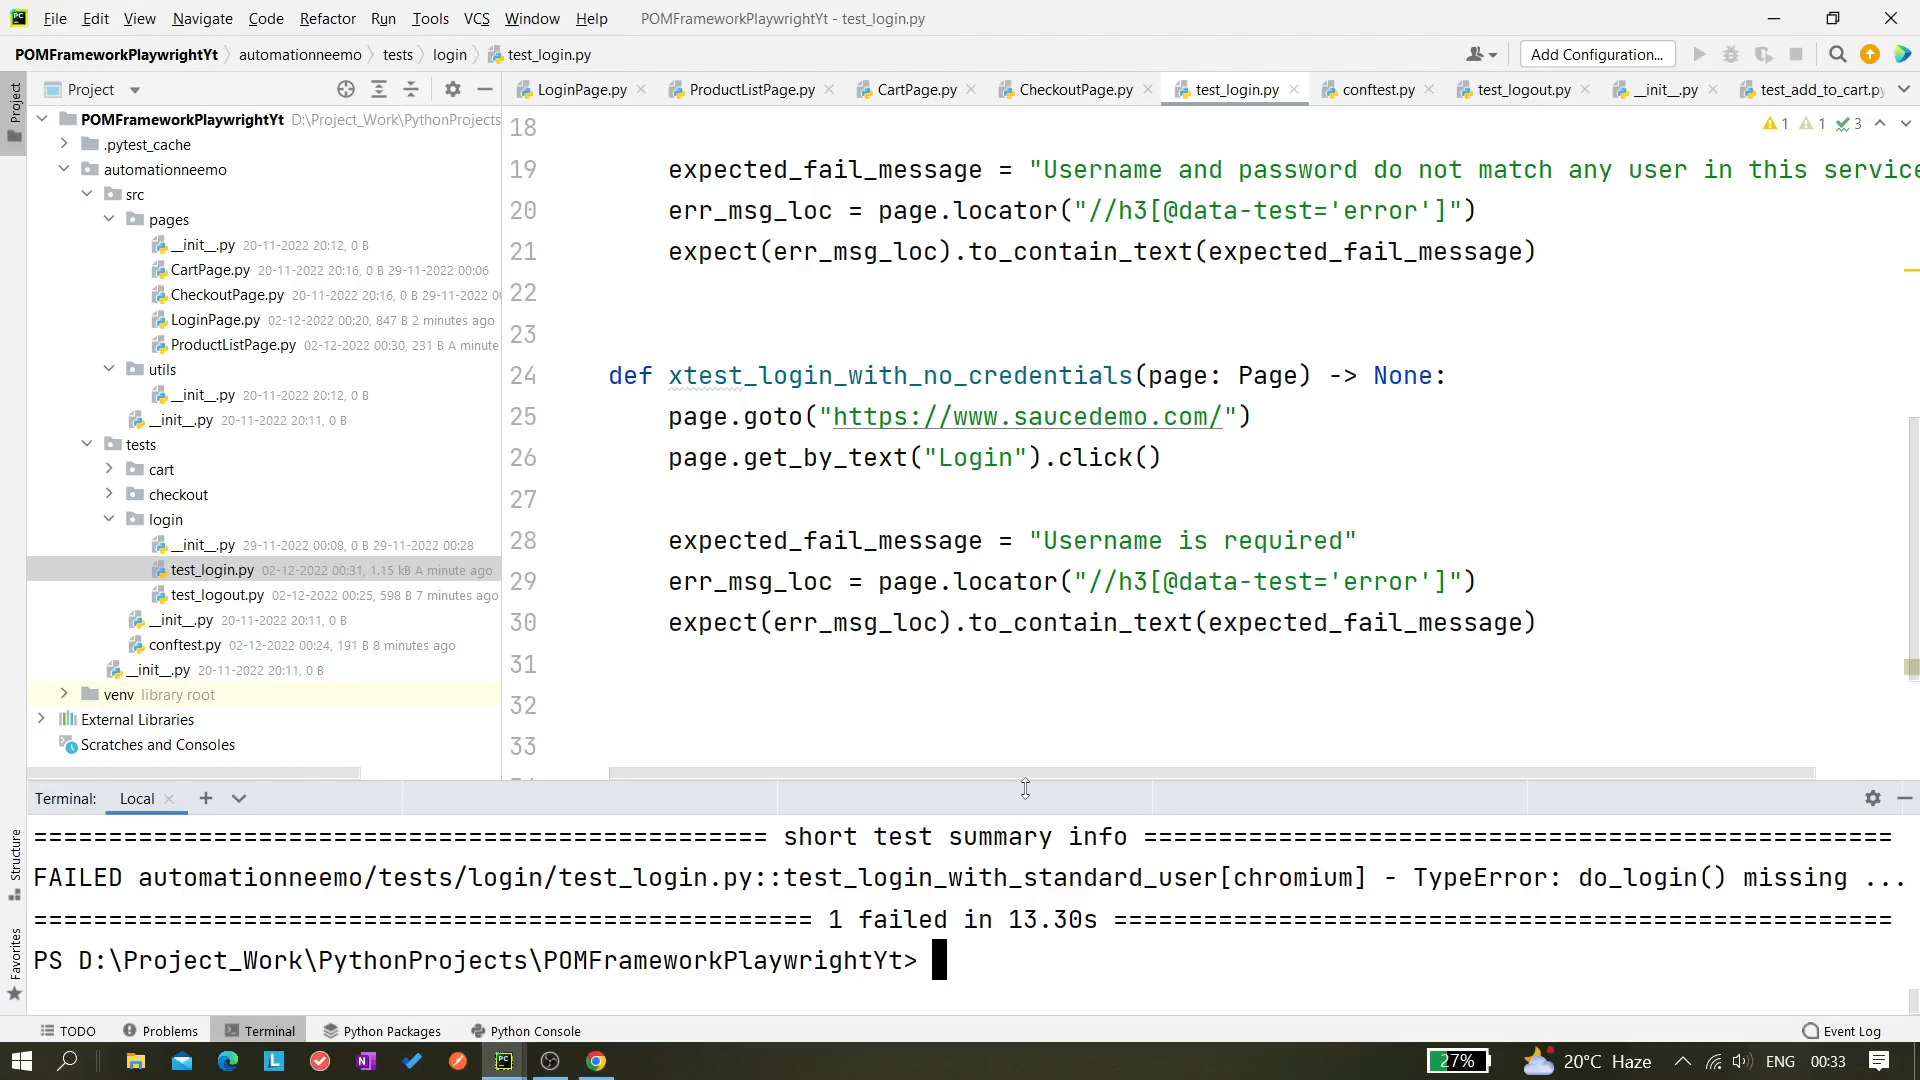 File Edit View Navigate Code Refactor Run Tools VCS Window Help POMFrameworkPlaywrightYt - test_login.py
POMFrameworkPlaywrightYt automationneemo tests login test_login.py Add Configuration...
Project
LoginPage.py ProductListPage.py CartPage.py CheckoutPage.py test_login.py conftest.py test_logout.py __init__.py test_add_to_cart.py
Project
POMFrameworkPlaywrightYt D:\Project_Work\PythonProjects
.pytest_cache
automationneemo
src
pages
__init__.py 20-11-2022 20:12, 0 B
CartPage.py 20-11-2022 20:16, 0 B 29-11-2022 00:06
CheckoutPage.py 20-11-2022 20:16, 0 B 29-11-2022 0
LoginPage.py 02-12-2022 00:20, 847 B 2 minutes ago
ProductListPage.py 02-12-2022 00:30, 231 B A minute
utils
__init__.py 20-11-2022 20:12, 0 B
__init__.py 20-11-2022 20:11, 0 B
tests
cart
checkout
login
__init__.py 29-11-2022 00:08, 0 B 29-11-2022 00:28
test_login.py 02-12-2022 00:31, 1.15 kB A minute ago
test_logout.py 02-12-2022 00:25, 598 B 7 minutes ago
__init__.py 20-11-2022 20:11, 0 B
conftest.py 02-12-2022 00:24, 191 B 8 minutes ago
__init__.py 20-11-2022 20:11, 0 B
venv library root
External Libraries
Scratches and Consoles
1 1 3
18
19 expected_fail_message = "Username and password do not match any user in this service
20 err_msg_loc = page.locator("//h3[@data-test='error']")
21 expect(err_msg_loc).to_contain_text(expected_fail_message)
22
23
24 def xtest_login_with_no_credentials(page: Page) -> None:
25 page.goto("https://www.saucedemo.com/")
26 page.get_by_text("Login").click()
27
28 expected_fail_message = "Username is required"
29 err_msg_loc = page.locator("//h3[@data-test='error']")
30 expect(err_msg_loc).to_contain_text(expected_fail_message)
31
32
33
Terminal: Local
================================================= short test summary info ==================================================
FAILED automationneemo/tests/login/test_login.py::test_login_with_standard_user[chromium] - TypeError: do_login() missing ...
==================================================== 1 failed in 13.30s ====================================================
PS D:\Project_Work\PythonProjects\POMFrameworkPlaywrightYt>
Structure
Favorites
TODO Problems Terminal Python Packages Python Console Event Log
27% 20°C Haze ENG 00:33